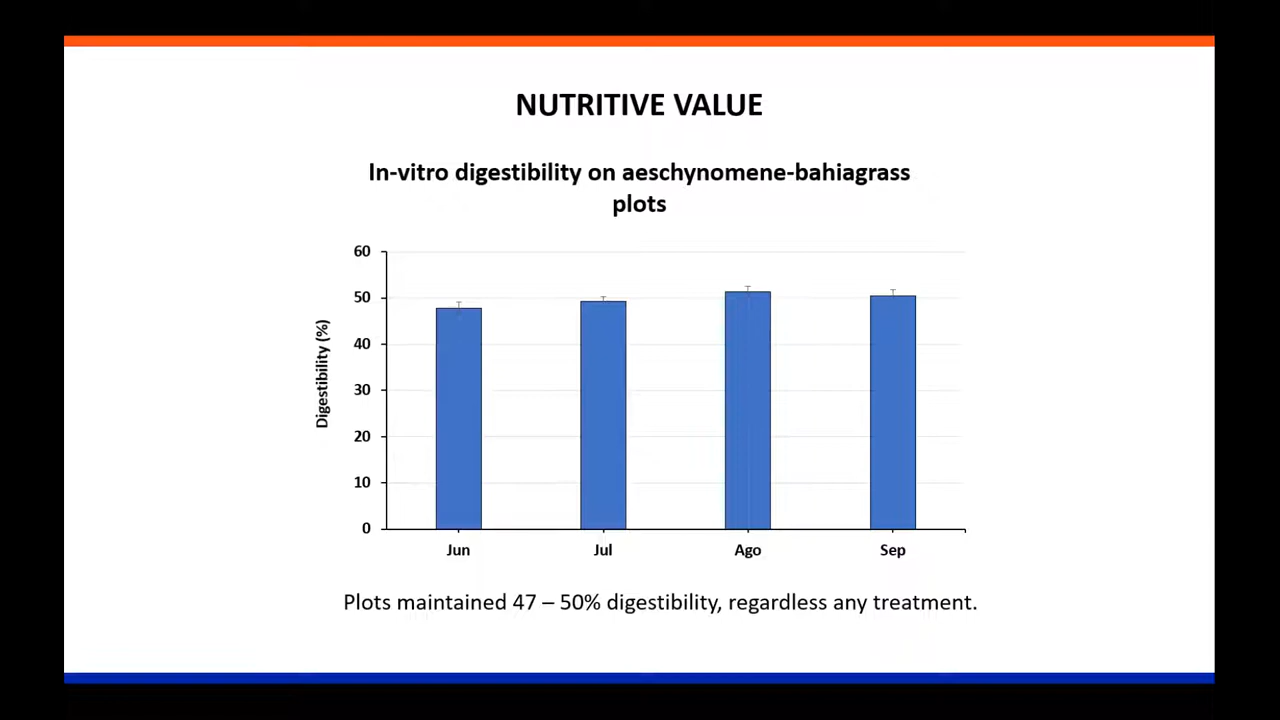 NUTRITIVE VALUE
In-vitro digestibility on aeschynomene-bahiagrass
plots
60
50
40
30
20
10
0
Digestibility (%)
Jun Jul Ago Sep
Plots maintained 47 – 50% digestibility, regardless any treatment.